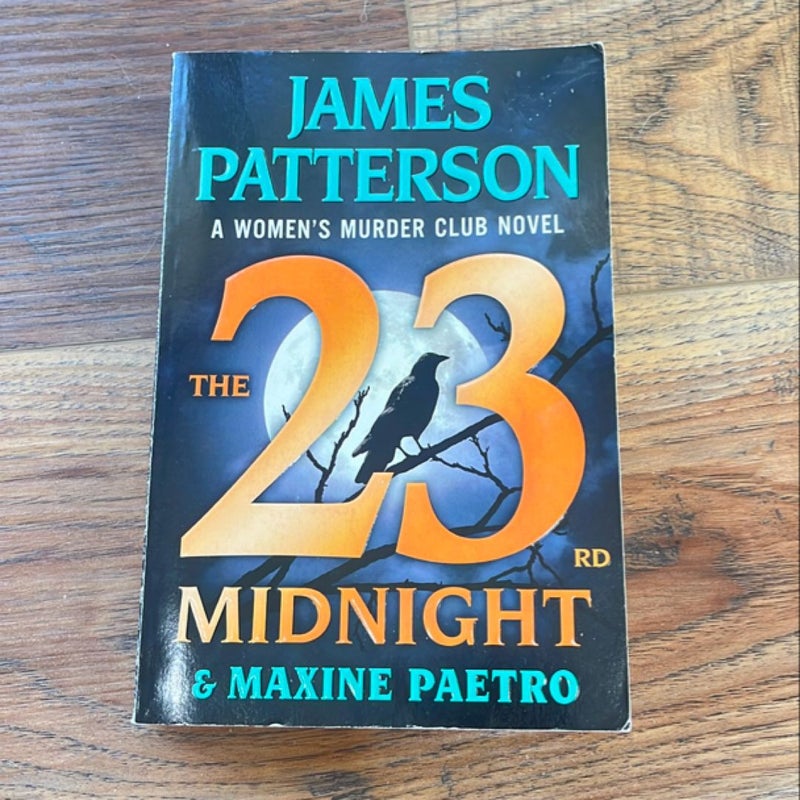 JAMES
PATTERSON
A WOMEN'S MURDER CLUB NOVEL
THE 23RD
MIDNIGHT
& MAXINE PAETRO